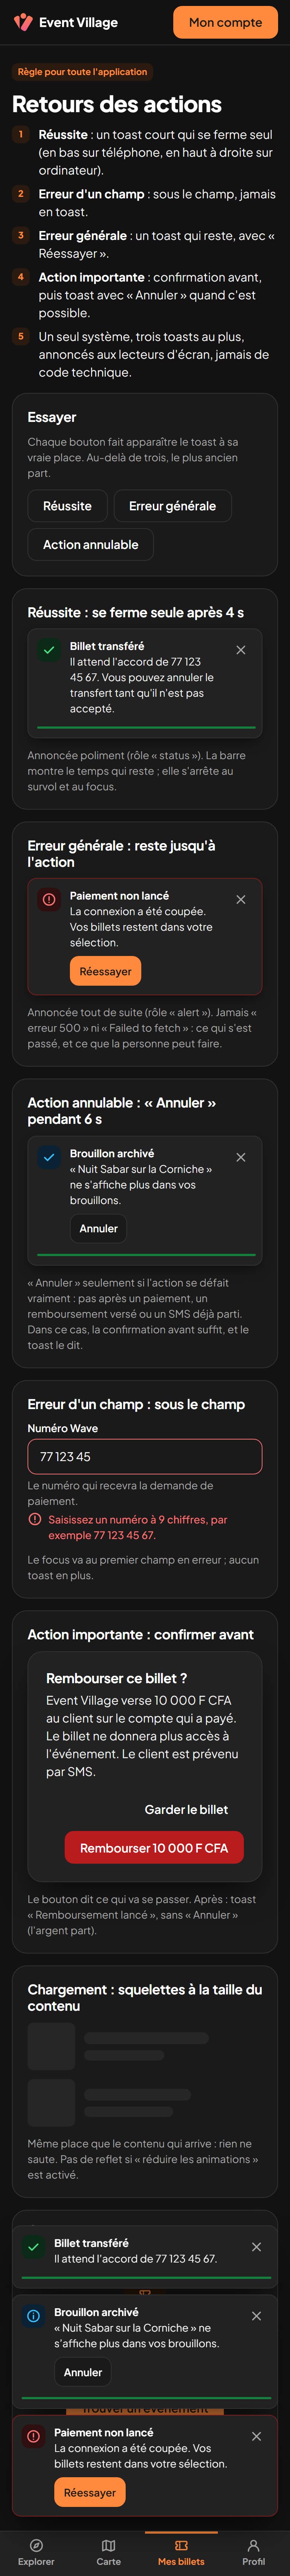 Event Village
Mon compte
Règle pour toute l'application
Retours des actions
1 Réussite : un toast court qui se ferme seul
(en bas sur téléphone, en haut à droite sur
ordinateur).
2 Erreur d'un champ : sous le champ, jamais
en toast.
3 Erreur générale : un toast qui reste, avec «
Réessayer ».
4 Action importante : confirmation avant,
puis toast avec « Annuler » quand c'est
possible.
5 Un seul système, trois toasts au plus,
annoncés aux lecteurs d'écran, jamais de
code technique.
Essayer
Chaque bouton fait apparaître le toast à sa
vraie place. Au-delà de trois, le plus ancien
part.
Réussite
Erreur générale
Action annulable
Réussite : se ferme seule après 4 s
Billet transféré
Il attend l'accord de 77 123
45 67. Vous pouvez annuler le
transfert tant qu'il n'est pas
accepté.
Annoncée poliment (rôle « status »). La barre
montre le temps qui reste ; elle s'arrête au
survol et au focus.
Erreur générale : reste jusqu'à
l'action
Paiement non lancé
La connexion a été coupée.
Vos billets restent dans votre
sélection.
Réessayer
Annoncée tout de suite (rôle « alert »). Jamais «
erreur 500 » ni « Failed to fetch » : ce qui s'est
passé, et ce que la personne peut faire.
Action annulable : « Annuler »
pendant 6 s
Brouillon archivé
« Nuit Sabar sur la Corniche »
ne s'affiche plus dans vos
brouillons.
Annuler
« Annuler » seulement si l'action se défait
vraiment : pas après un paiement, un
remboursement versé ou un SMS déjà parti.
Dans ce cas, la confirmation avant suffit, et le
toast le dit.
Erreur d'un champ : sous le champ
Numéro Wave
77 123 45
Le numéro qui recevra la demande de
paiement.
Saisissez un numéro à 9 chiffres, par
exemple 77 123 45 67.
Le focus va au premier champ en erreur ; aucun
toast en plus.
Action importante : confirmer avant
Rembourser ce billet ?
Event Village verse 10 000 F CFA
au client sur le compte qui a payé.
Le billet ne donnera plus accès à
l'événement. Le client est prévenu
par SMS.
Garder le billet
Rembourser 10 000 F CFA
Le bouton dit ce qui va se passer. Après : toast
« Remboursement lancé », sans « Annuler »
(l'argent part).
Chargement : squelettes à la taille du
contenu
Même place que le contenu qui arrive : rien ne
saute. Pas de reflet si « réduire les animations »
est activé.
Billet transféré
Il attend l'accord de 77 123 45 67.
Brouillon archivé
« Nuit Sabar sur la Corniche » ne
s'affiche plus dans vos brouillons.
Annuler
Trouver un événement
Paiement non lancé
La connexion a été coupée. Vos
billets restent dans votre sélection.
Réessayer
Explorer
Carte
Mes billets
Profil